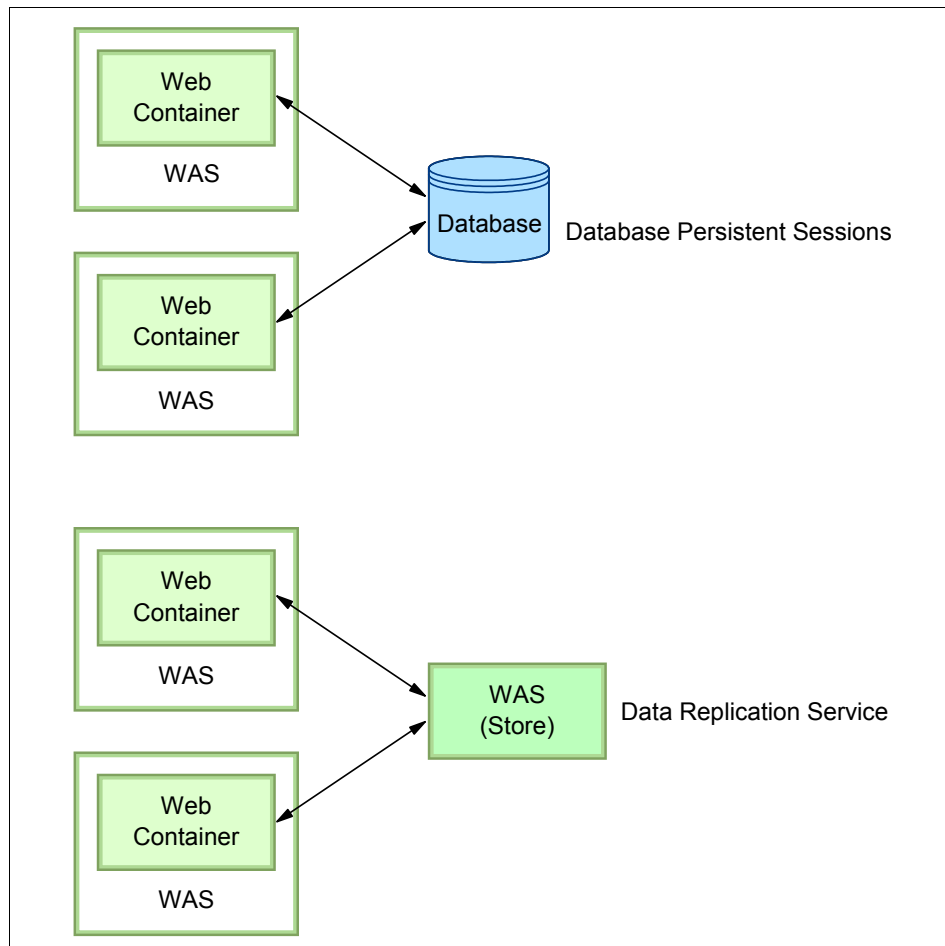 Web
Container
WAS
Database
Database Persistent Sessions
Web
Container
WAS
Web
Container
WAS
WAS
(Store)
Data Replication Service
Web
Container
WAS